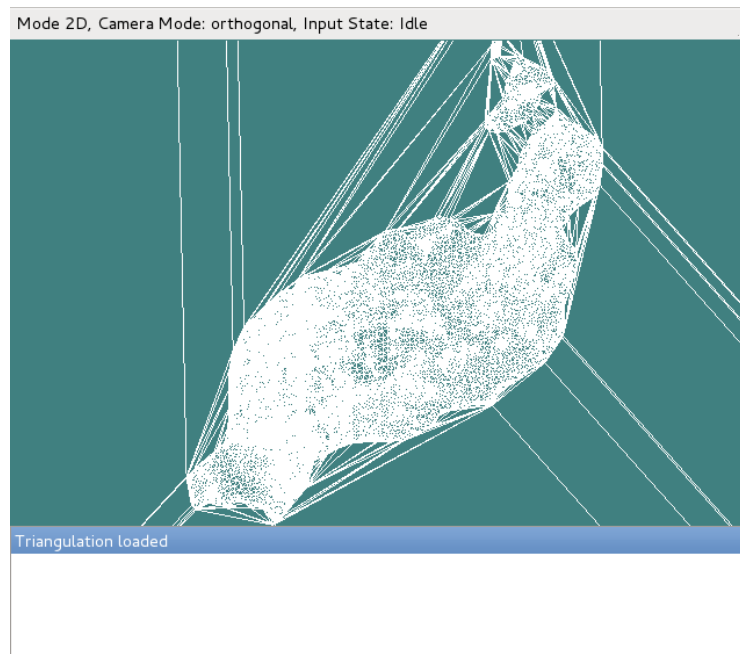 Mode 2D, Camera Mode: orthogonal, Input State: Idle
Triangulation loaded